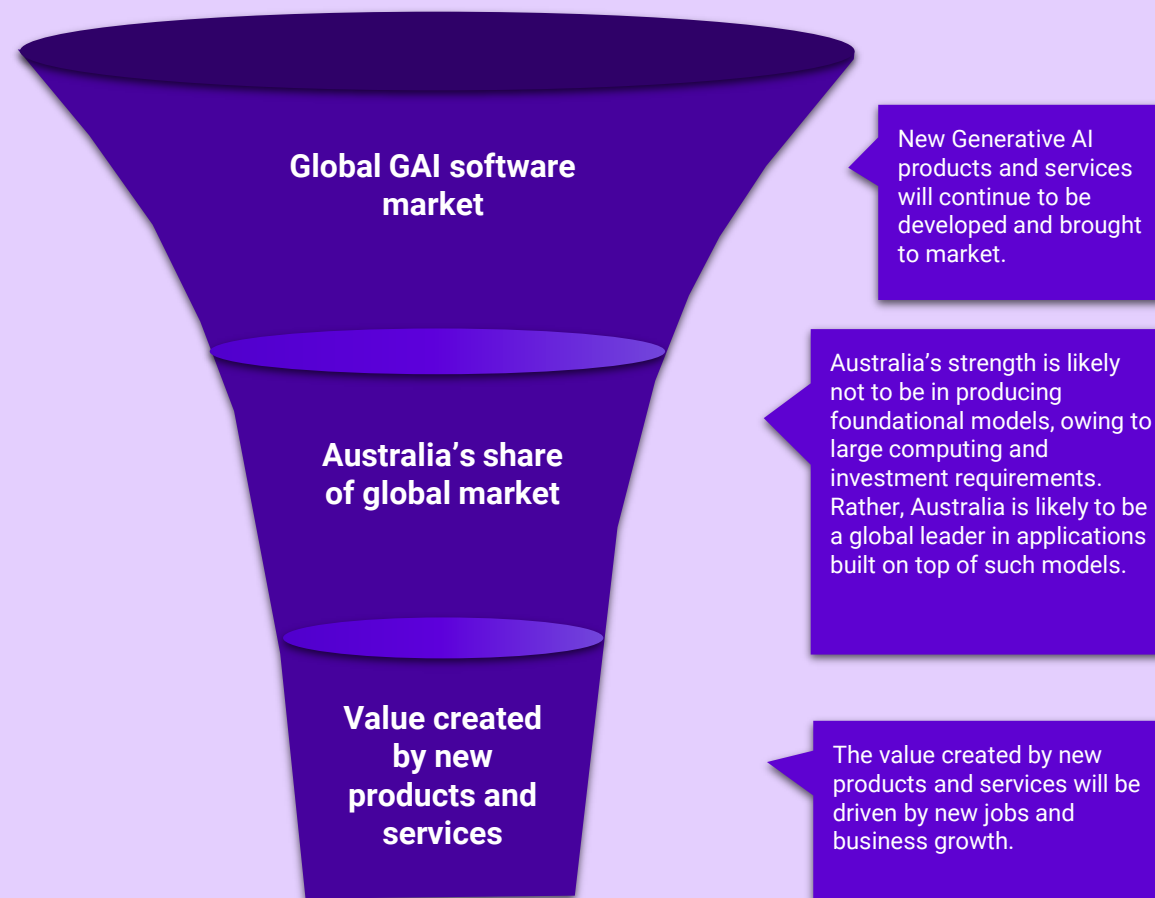 Global GAI software
market
New Generative AI
products and services
will continue to be
developed and brought
to market.
Australia’s share
of global market
Australia’s strength is likely
not to be in producing
foundational models, owing to
large computing and
investment requirements.
Rather, Australia is likely to be
a global leader in applications
built on top of such models.
Value created
by new
products and
services
The value created by new
products and services will be
driven by new jobs and
business growth.